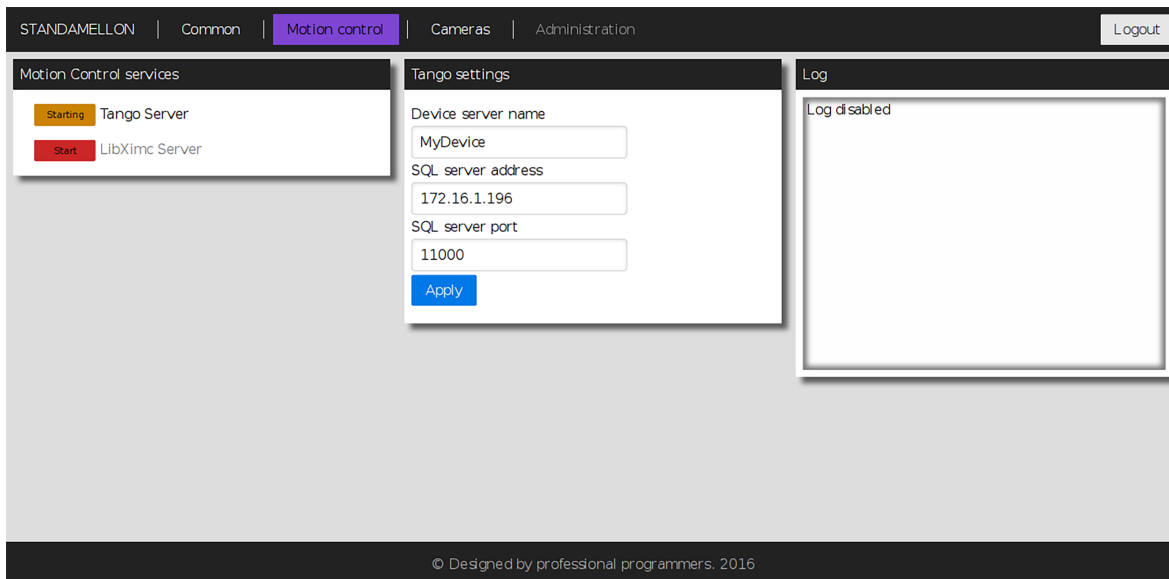 STANDAMELLON Common Motion control Cameras Administration Logout
Motion Control services
Starting Tango Server
Start LibXimc Server
Tango settings
Device server name
MyDevice
SQL server address
172.16.1.196
SQL server port
11000
Apply
Log
Log disabled
© Designed by professional programmers. 2016